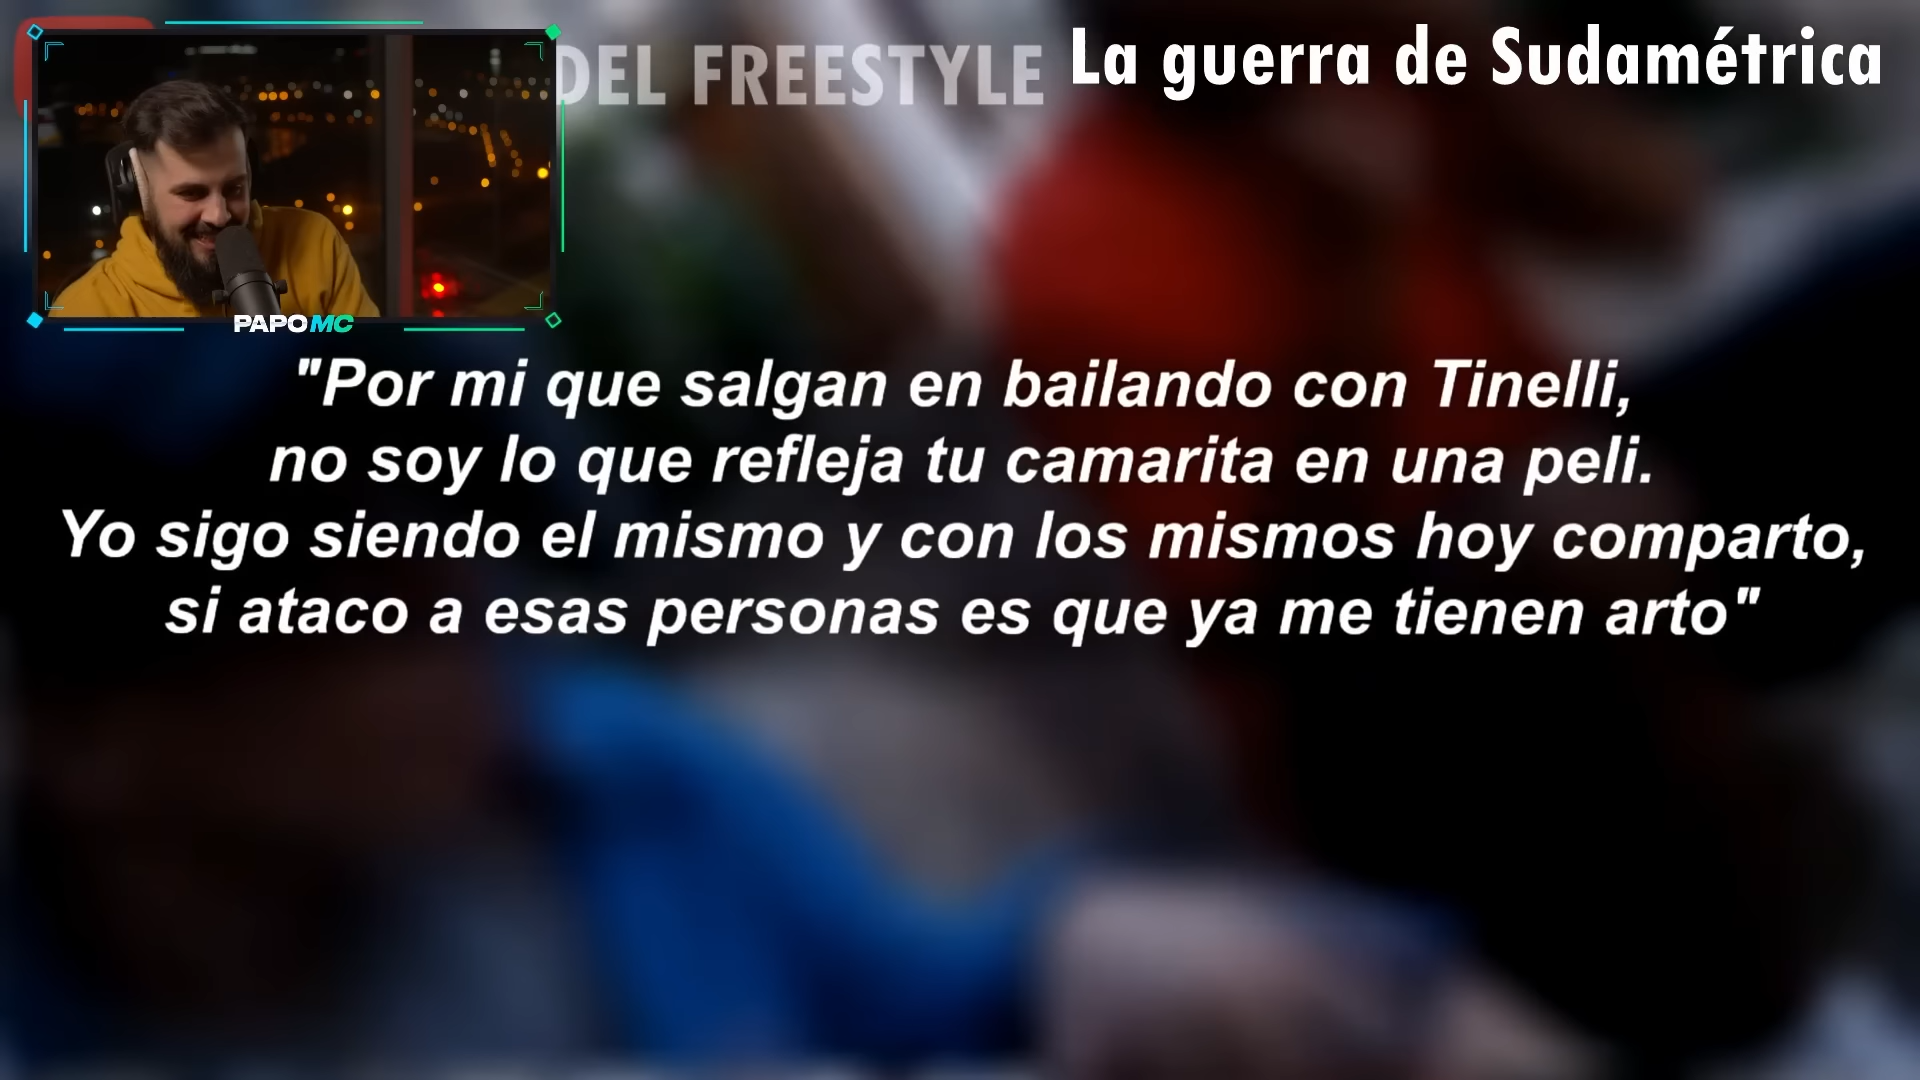 DEL FREESTYLE
La guerra de Sudamétrica
PAPOMC
"Por mi que salgan en bailando con Tinelli,
no soy lo que refleja tu camarita en una peli.
Yo sigo siendo el mismo y con los mismos hoy comparto,
si ataco a esas personas es que ya me tienen arto"